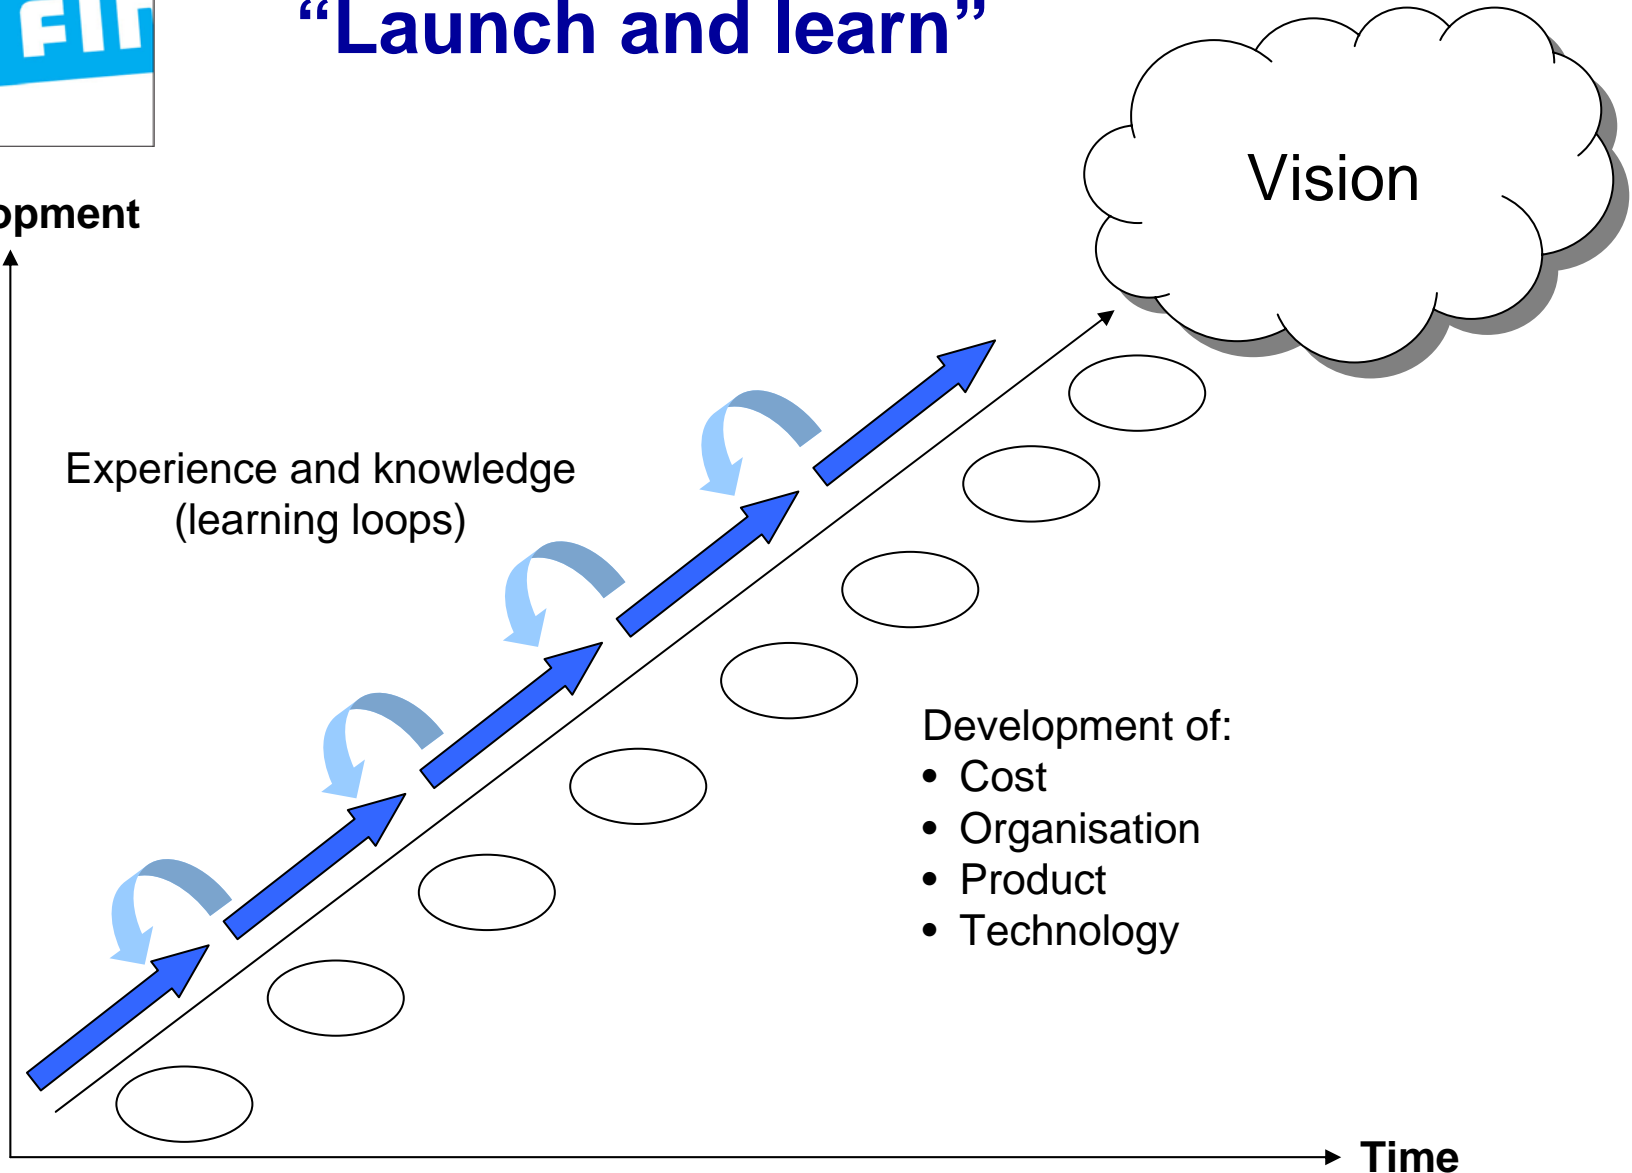 “Launch and learn”
Vision
Experience and knowledge
(learning loops)
Development of:
• Cost
• Organisation
• Product
• Technology
Time